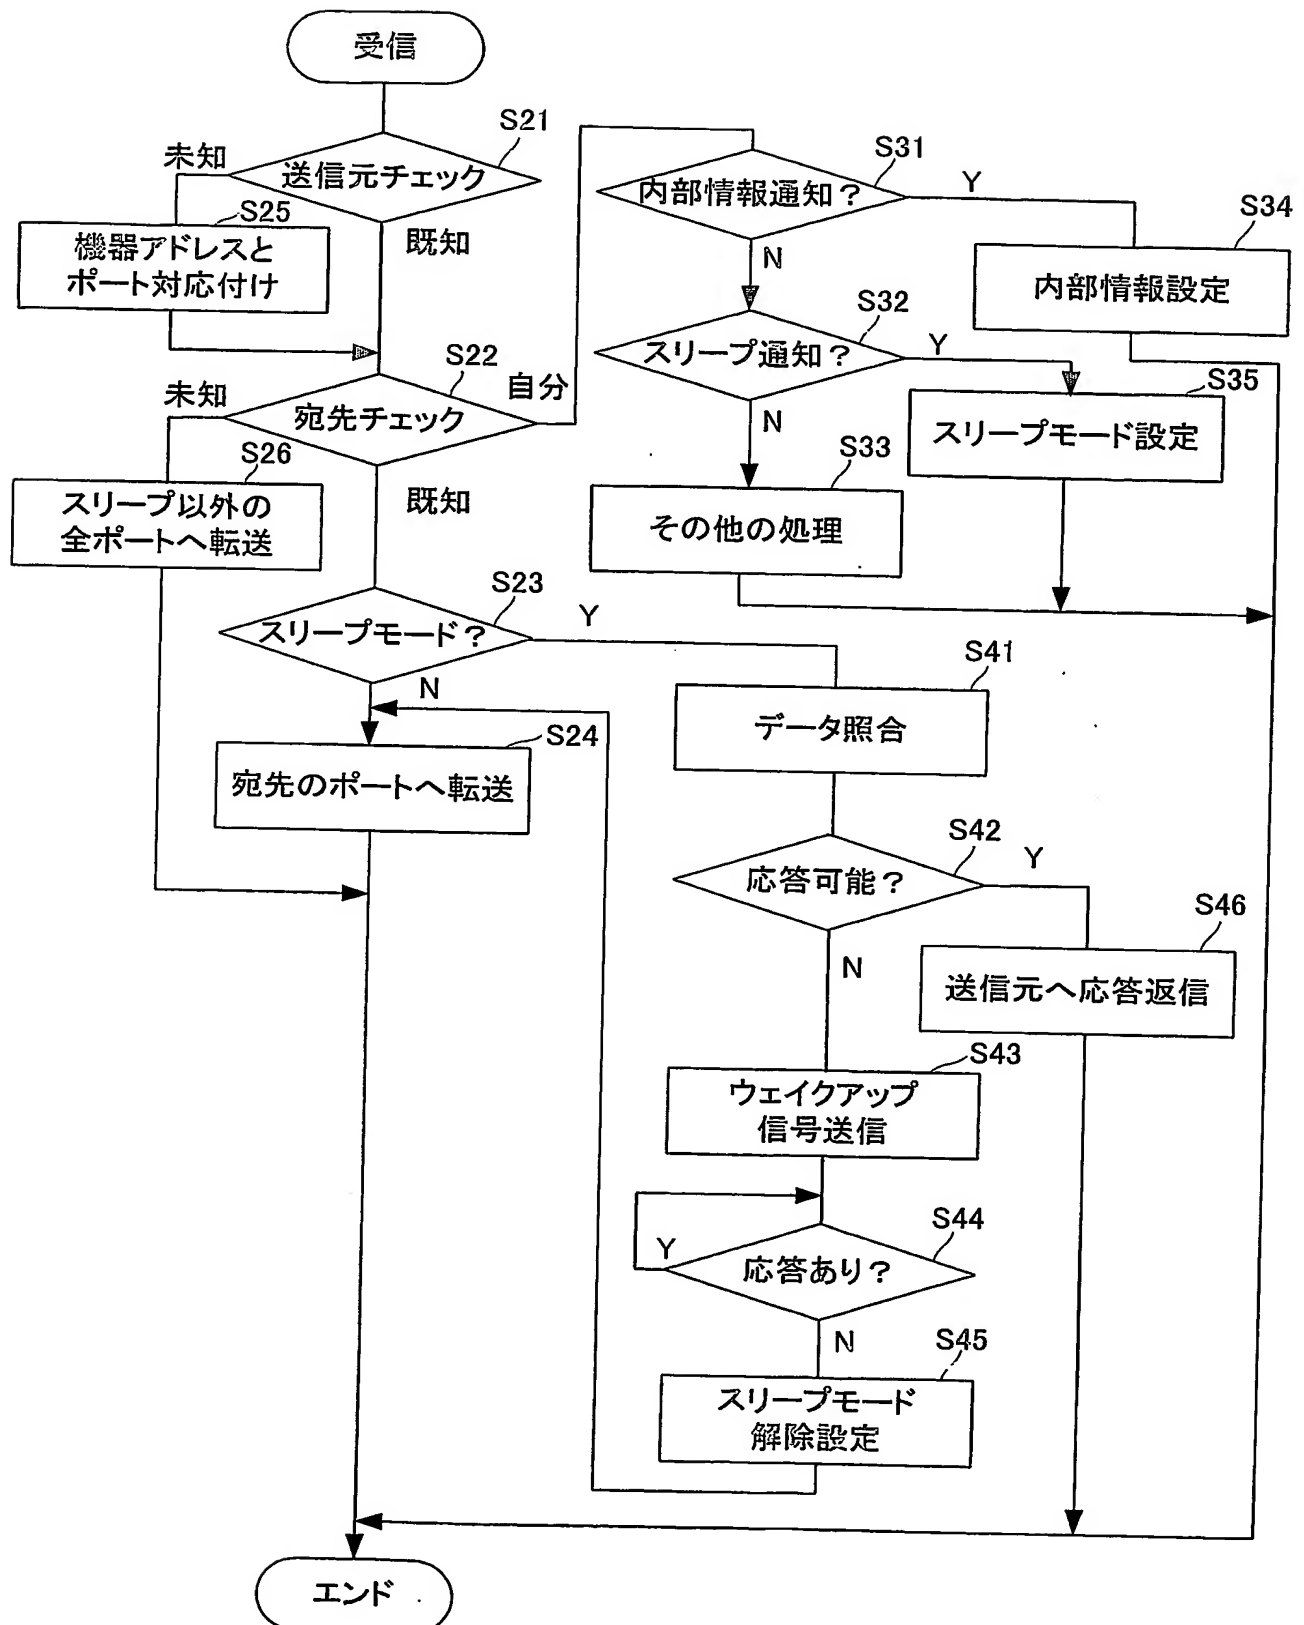 受信
S21
未知
送信元チェック
S25
既知
機器アドレスと
ポート対応付け
S22
未知
自分
宛先チェック
S26
既知
スリープ以外の
全ポートへ転送
S23
スリープモード?
Y
N
S24
宛先のポートへ転送
S31
内部情報通知?
Y
S34
N
内部情報設定
S32
スリープ通知?
Y
S35
N
スリープモード設定
S33
その他の処理
S41
データ照合
S42
応答可能?
Y
S46
N
送信元へ応答返信
S43
ウェイクアップ
信号送信
S44
Y
応答あり?
N
S45
スリープモード
解除設定
エンド